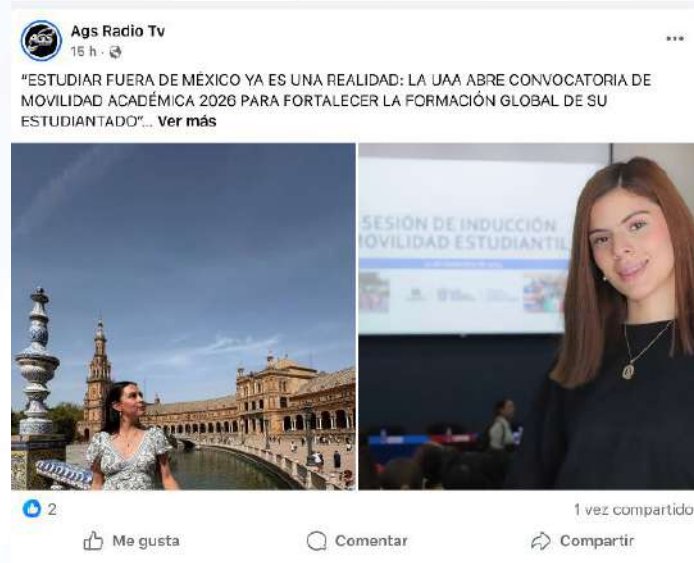 AGS
Ags Radio Tv
15 h ·
"ESTUDIAR FUERA DE MÉXICO YA ES UNA REALIDAD: LA UAA ABRE CONVOCATORIA DE
MOVILIDAD ACADÉMICA 2026 PARA FORTALECER LA FORMACIÓN GLOBAL DE SU
ESTUDIANTADO"... Ver más
SESIÓN DE INDUCCIÓN
MOVILIDAD ESTUDIANTIL
2
1 vez compartido
Me gusta
Comentar
Compartir